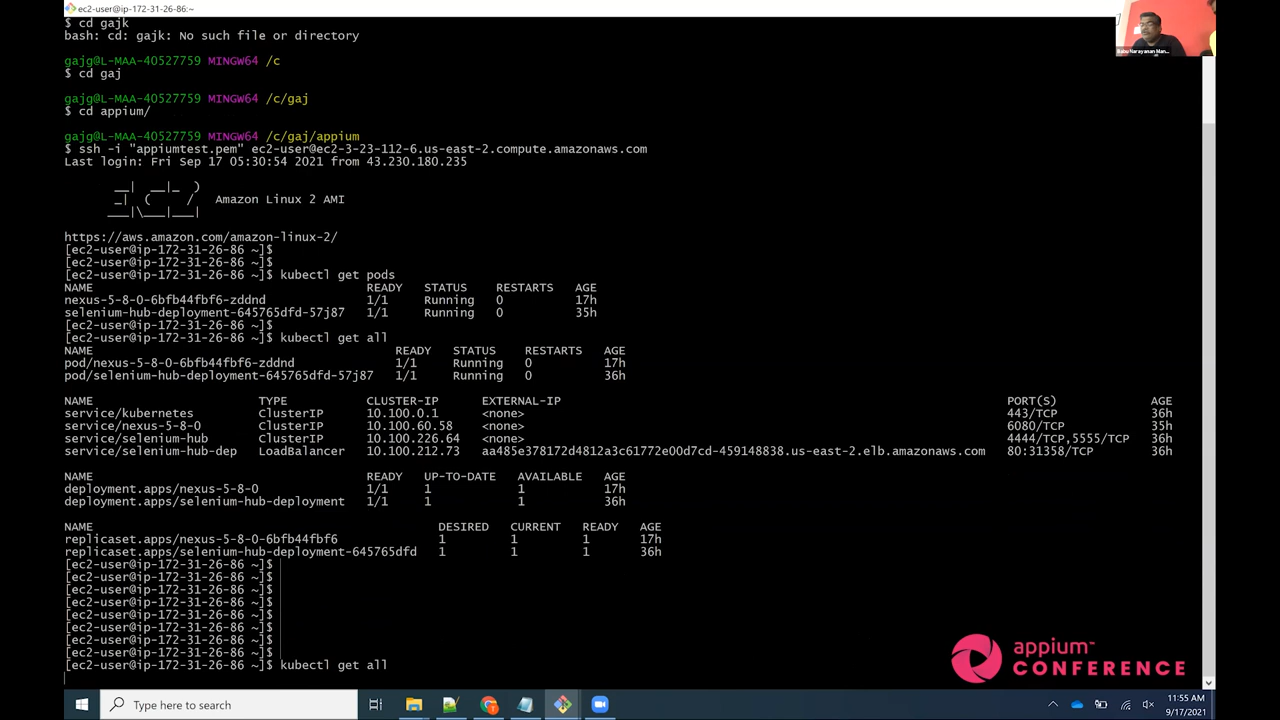 ec2-user@ip-172-31-26-86:~
$ cd gajk
bash: cd: gajk: No such file or directory
gajg@L-MAA-40527759 MINGW64 /c
$ cd gaj
gajg@L-MAA-40527759 MINGW64 /c/gaj
$ cd appium/
gajg@L-MAA-40527759 MINGW64 /c/gaj/appium
$ ssh -i "appiumtest.pem" ec2-user@ec2-3-23-112-6.us-east-2.compute.amazonaws.com
Last login: Fri Sep 17 05:30:54 2021 from 43.230.180.235
       __|  __|_  )
       _|  (     /   Amazon Linux 2 AMI
      ___|\___|___|
https://aws.amazon.com/amazon-linux-2/
[ec2-user@ip-172-31-26-86 ~]$
[ec2-user@ip-172-31-26-86 ~]$
[ec2-user@ip-172-31-26-86 ~]$ kubectl get pods
NAME READY STATUS RESTARTS AGE
nexus-5-8-0-6bfb44fbf6-zddnd 1/1 Running 0 17h
selenium-hub-deployment-645765dfd-57j87 1/1 Running 0 35h
[ec2-user@ip-172-31-26-86 ~]$
[ec2-user@ip-172-31-26-86 ~]$ kubectl get all
NAME READY STATUS RESTARTS AGE
pod/nexus-5-8-0-6bfb44fbf6-zddnd 1/1 Running 0 17h
pod/selenium-hub-deployment-645765dfd-57j87 1/1 Running 0 36h
NAME TYPE CLUSTER-IP EXTERNAL-IP PORT(S) AGE
service/kubernetes ClusterIP 10.100.0.1 <none> 443/TCP 36h
service/nexus-5-8-0 ClusterIP 10.100.60.58 <none> 6080/TCP 35h
service/selenium-hub ClusterIP 10.100.226.64 <none> 4444/TCP,5555/TCP 36h
service/selenium-hub-dep LoadBalancer 10.100.212.73 aa485e378172d4812a3c61772e00d7cd-459148838.us-east-2.elb.amazonaws.com 80:31358/TCP 36h
NAME READY UP-TO-DATE AVAILABLE AGE
deployment.apps/nexus-5-8-0 1/1 1 1 17h
deployment.apps/selenium-hub-deployment 1/1 1 1 36h
NAME DESIRED CURRENT READY AGE
replicaset.apps/nexus-5-8-0-6bfb44fbf6 1 1 1 17h
replicaset.apps/selenium-hub-deployment-645765dfd 1 1 1 36h
[ec2-user@ip-172-31-26-86 ~]$
[ec2-user@ip-172-31-26-86 ~]$
[ec2-user@ip-172-31-26-86 ~]$
[ec2-user@ip-172-31-26-86 ~]$
[ec2-user@ip-172-31-26-86 ~]$
[ec2-user@ip-172-31-26-86 ~]$
[ec2-user@ip-172-31-26-86 ~]$
[ec2-user@ip-172-31-26-86 ~]$
[ec2-user@ip-172-31-26-86 ~]$ kubectl get all
appium™
CONFERENCE
Type here to search
11:55 AM
9/17/2021